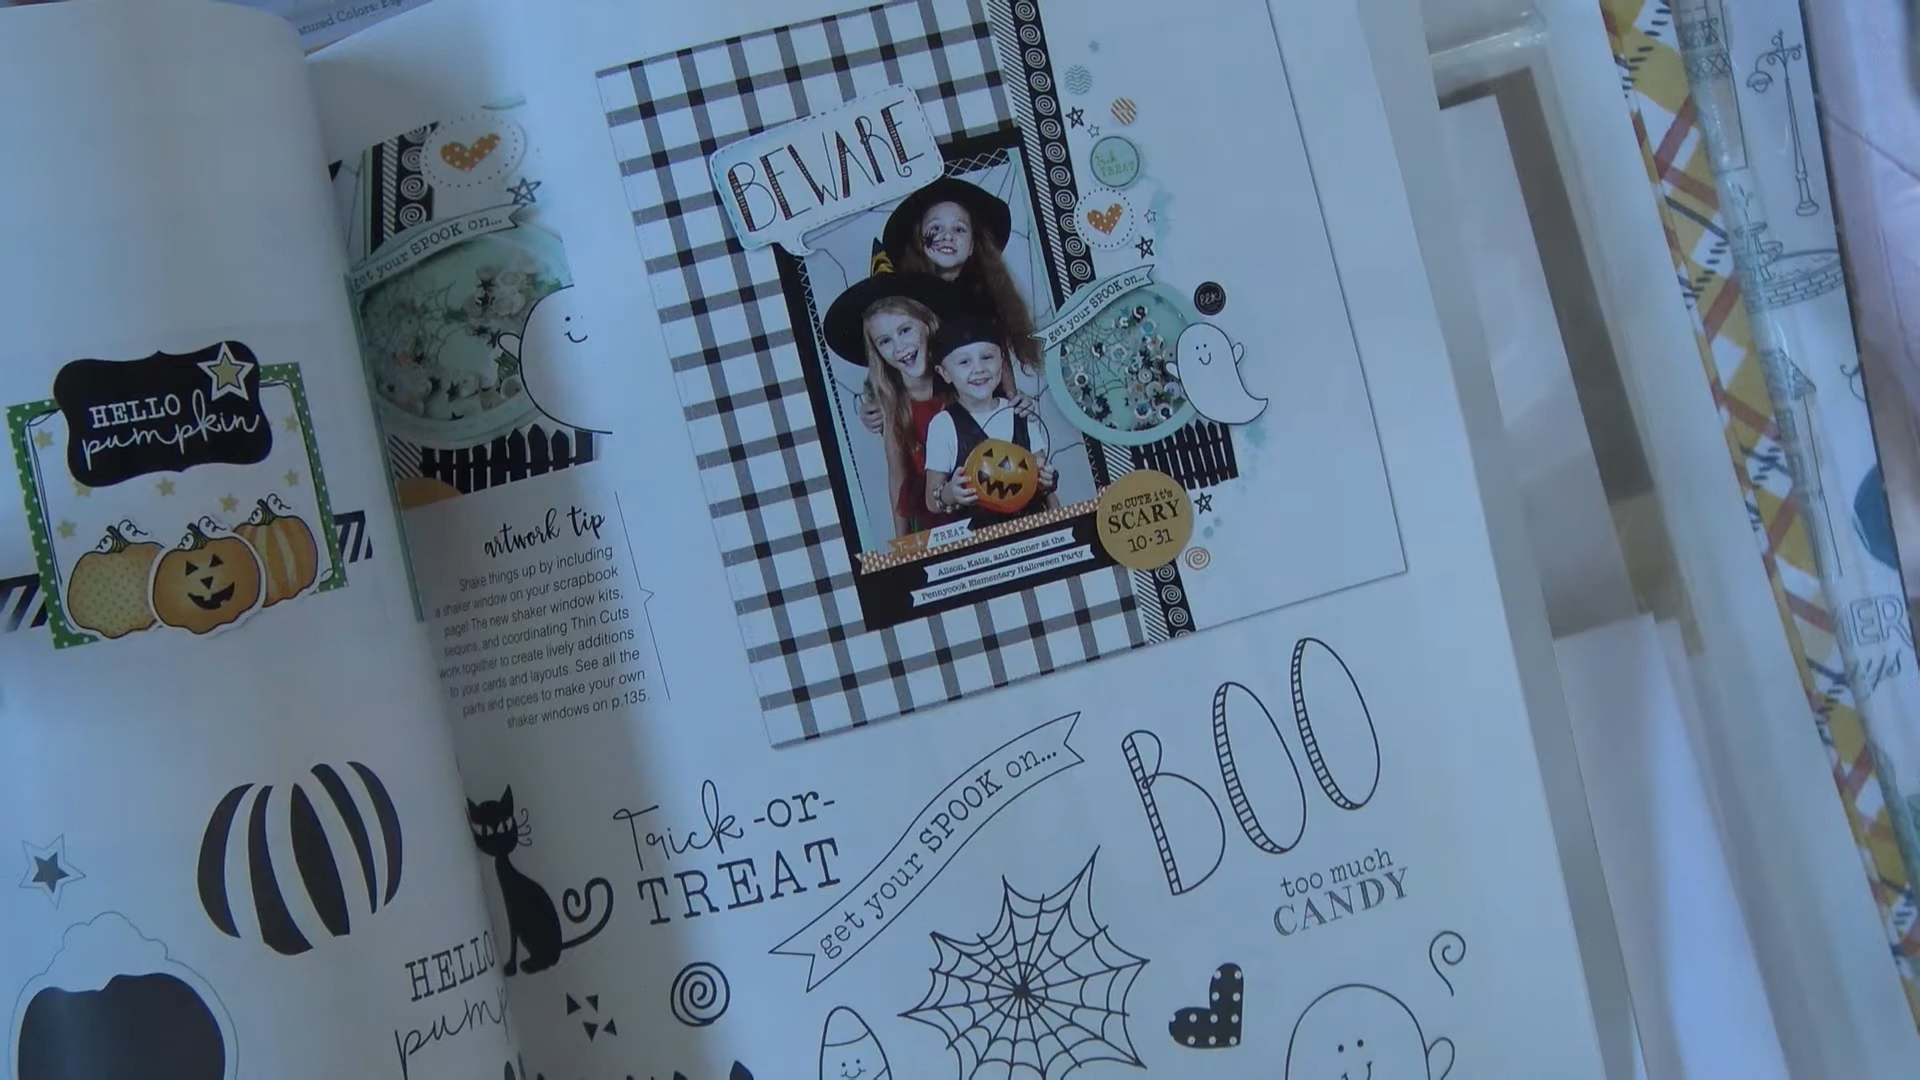 HELLO
pumpkin
get your SPOOK on...
artwork tip
Shake things up by including
a shaker window on your scrapbook
page! The new shaker window kits,
sequins, and coordinating Thin Cuts
work together to create lively additions
to your cards and layouts. See all the
parts and pieces to make your own
shaker windows on p.135.
BEWARE
TREAT
get your SPOOK on...
EEK
TREAT
Alison, Katie, and Conner at the
Pennycook Elementary Halloween Party
SO CUTE it's
SCARY
10•31
Trick-or-
TREAT
get your SPOOK on...
BOO
too much
CANDY
HELLO
pump